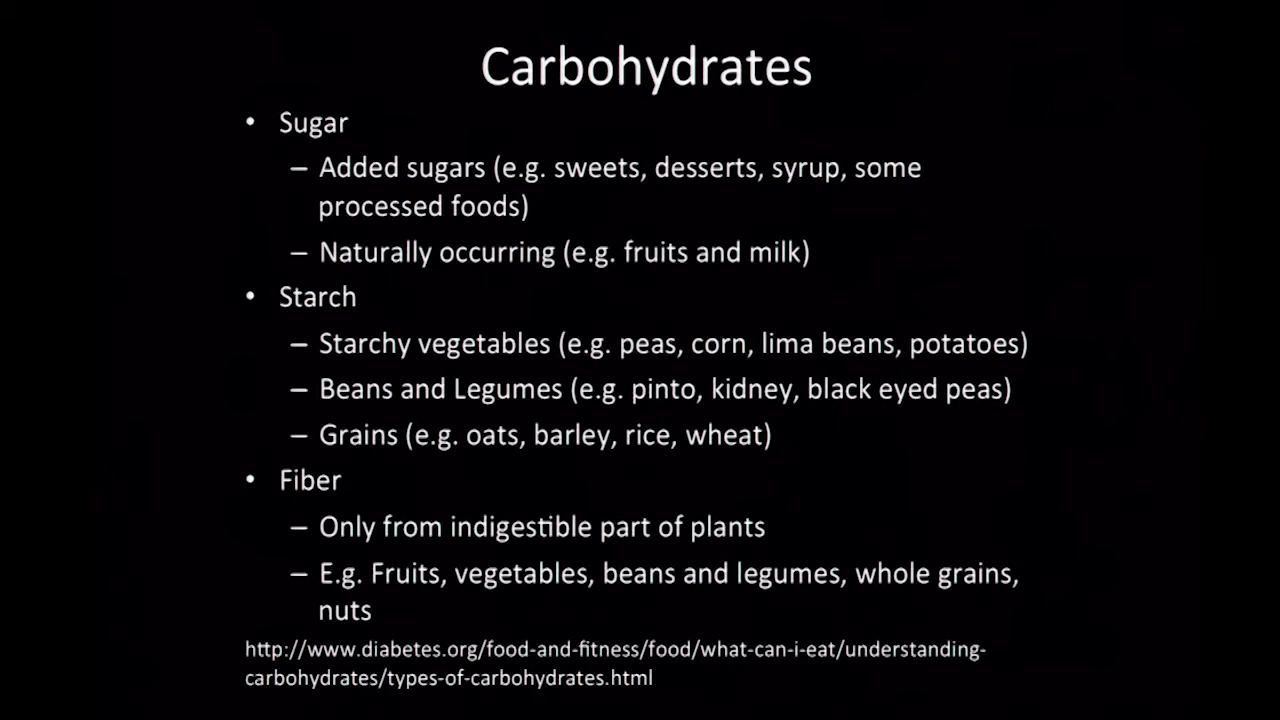 Carbohydrates
• Sugar
– Added sugars (e.g. sweets, desserts, syrup, some
processed foods)
– Naturally occurring (e.g. fruits and milk)
• Starch
– Starchy vegetables (e.g. peas, corn, lima beans, potatoes)
– Beans and Legumes (e.g. pinto, kidney, black eyed peas)
– Grains (e.g. oats, barley, rice, wheat)
• Fiber
– Only from indigestible part of plants
– E.g. Fruits, vegetables, beans and legumes, whole grains,
nuts
http://www.diabetes.org/food-and-fitness/food/what-can-i-eat/understanding-
carbohydrates/types-of-carbohydrates.html